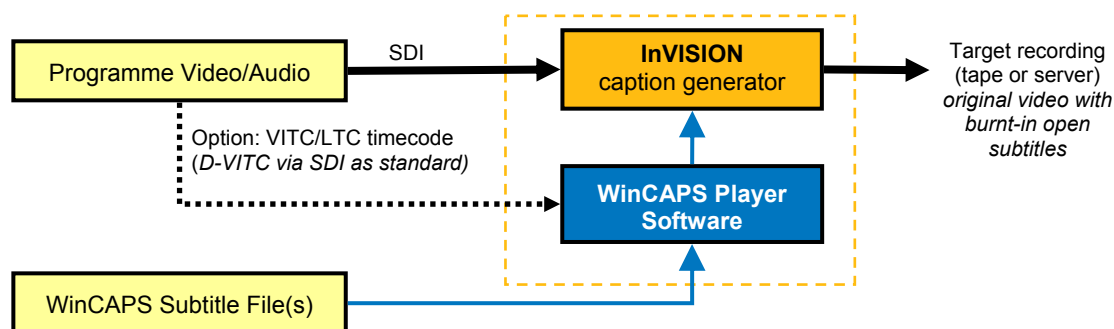 Programme Video/Audio
SDI
InVISION
caption generator
Target recording
(tape or server)
original video with
burnt-in open
subtitles
Option: VITC/LTC timecode
(D-VITC via SDI as standard)
WinCAPS Player
Software
WinCAPS Subtitle File(s)